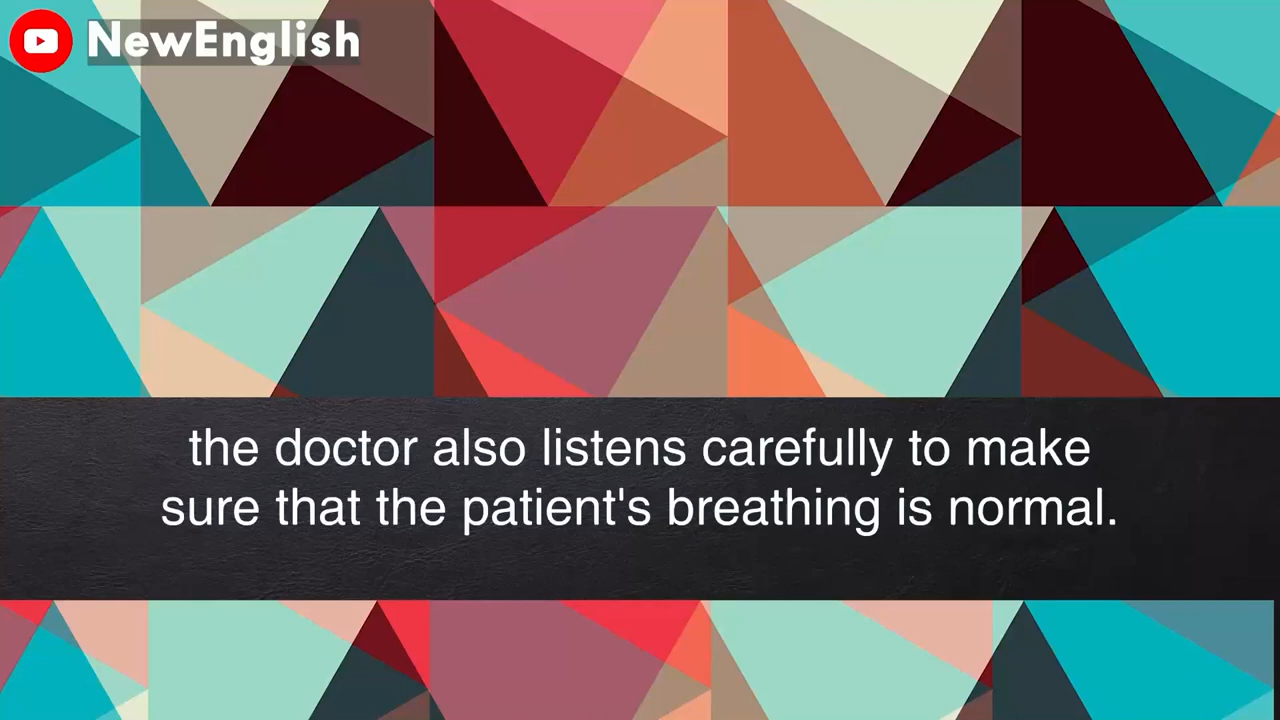 NewEnglish
the doctor also listens carefully to make
sure that the patient's breathing is normal.